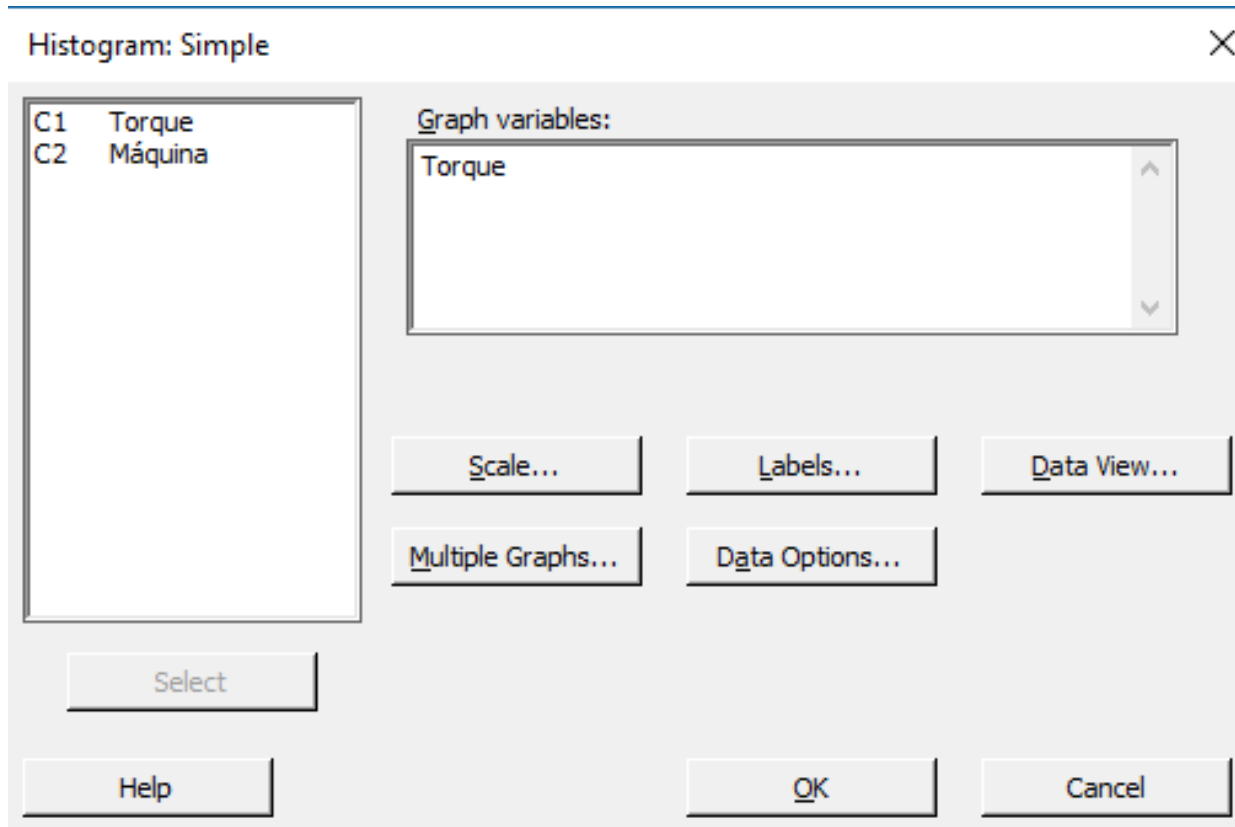 Histogram: Simple
C1 Torque
C2 Máquina
Graph variables:
Torque
Scale...
Labels...
Data View...
Multiple Graphs...
Data Options...
Select
Help
OK
Cancel